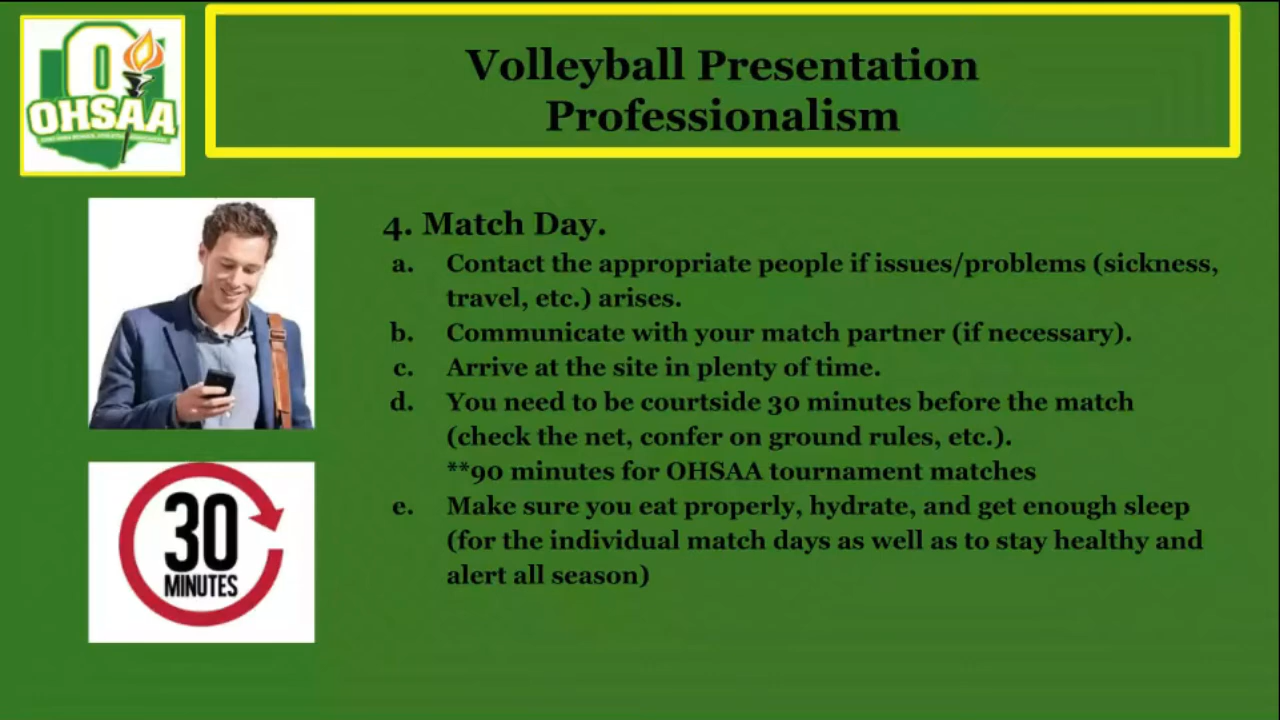 OHSAA
Volleyball Presentation
Professionalism
4. Match Day.
a. Contact the appropriate people if issues/problems (sickness,
travel, etc.) arises.
b. Communicate with your match partner (if necessary).
c. Arrive at the site in plenty of time.
d. You need to be courtside 30 minutes before the match
(check the net, confer on ground rules, etc.).
**90 minutes for OHSAA tournament matches
e. Make sure you eat properly, hydrate, and get enough sleep
(for the individual match days as well as to stay healthy and
alert all season)
30
MINUTES